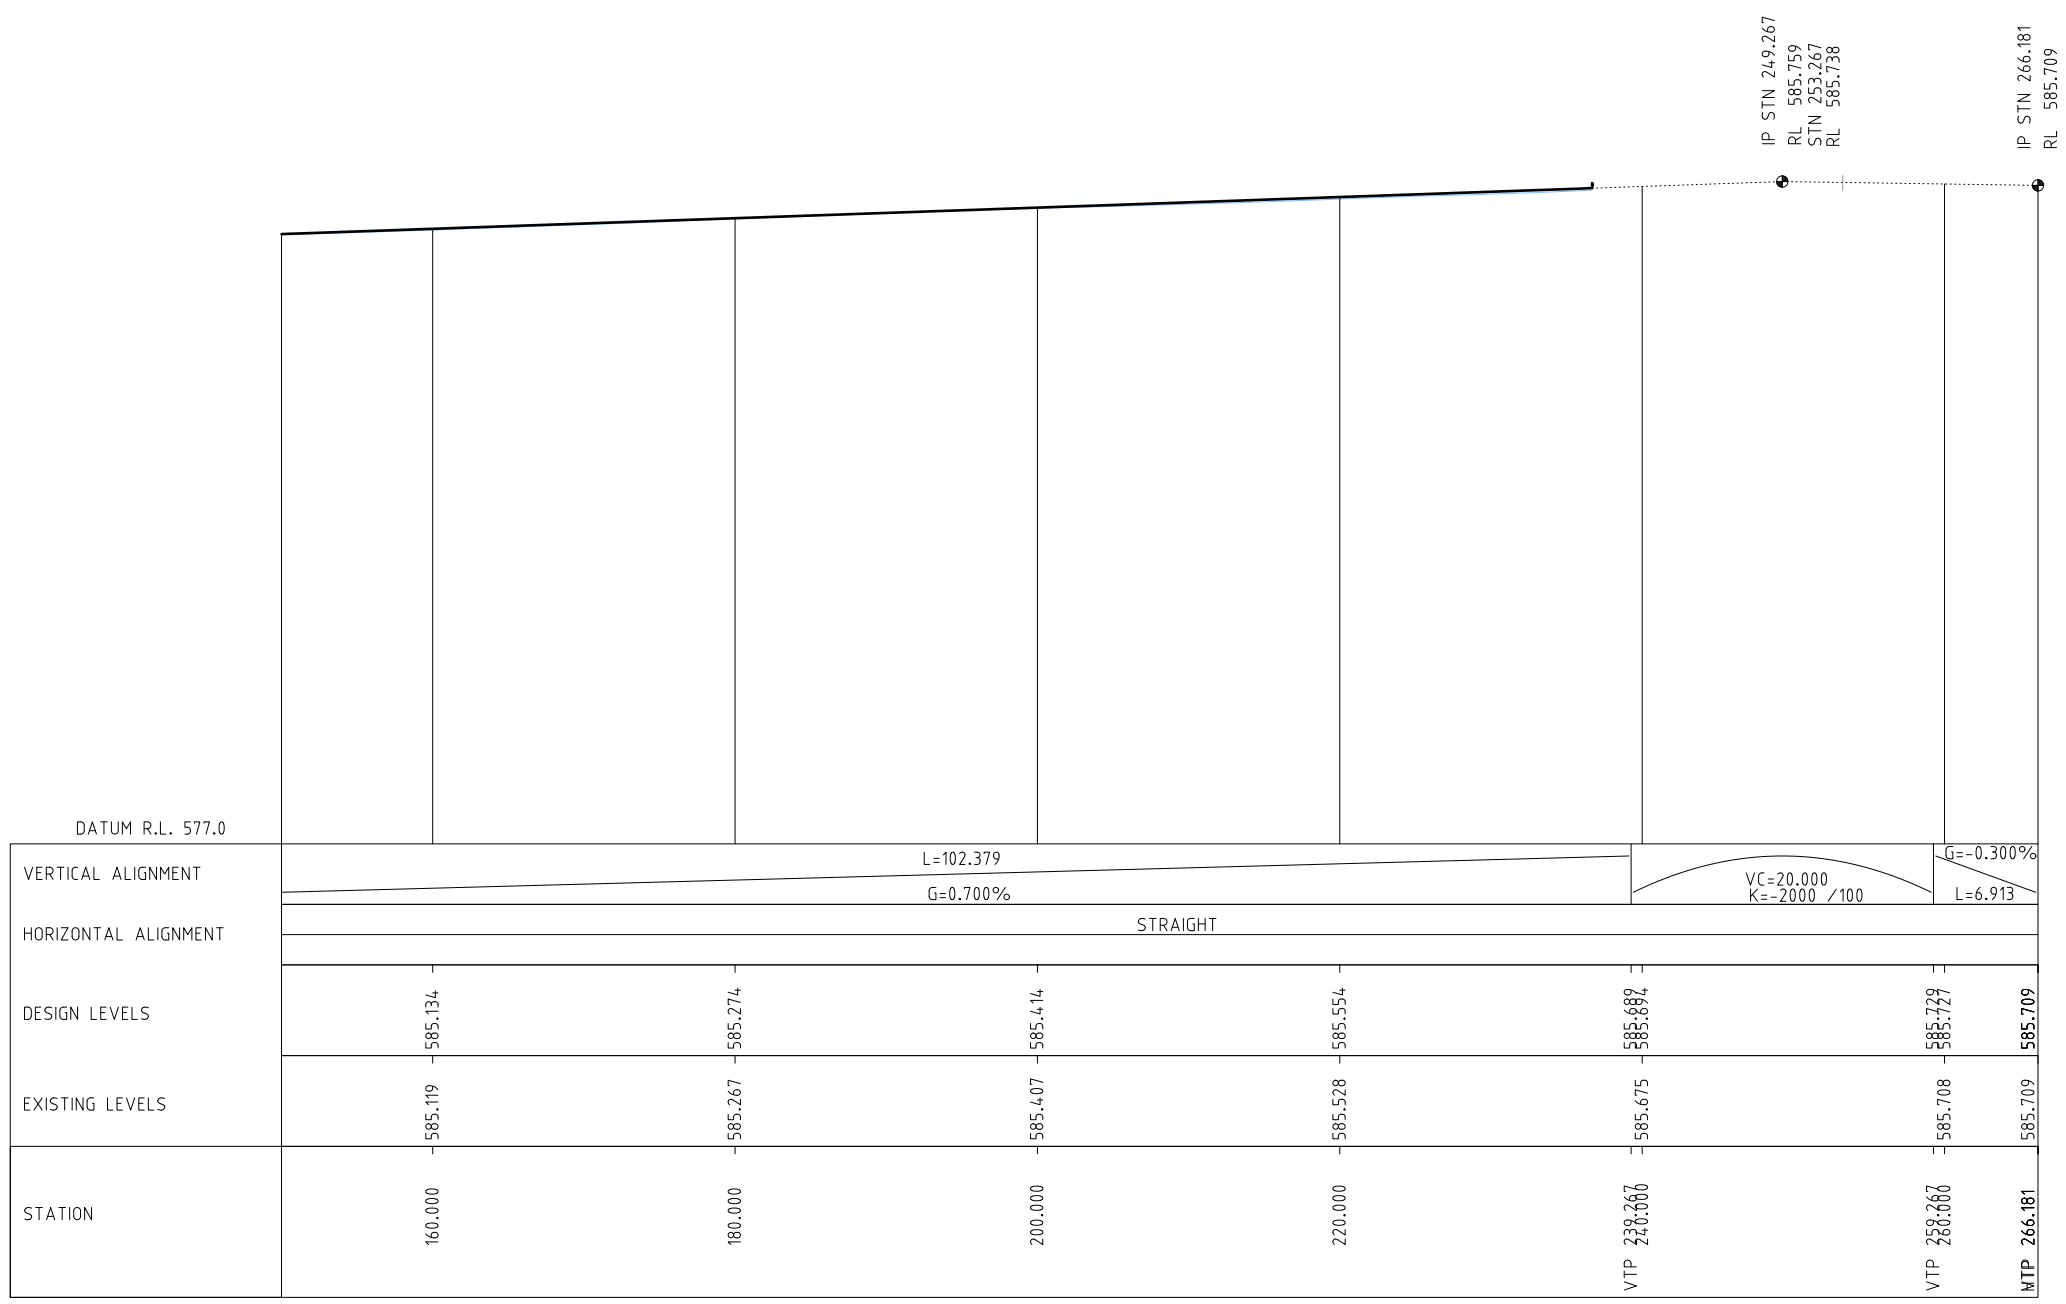 IP STN 249.267
RL 585.759
STN 253.267
RL 585.738
IP STN 266.181
RL 585.709
DATUM R.L. 577.0
VERTICAL ALIGNMENT
L=102.379
G=0.700%
VC=20.000
K=-2000 /100
G=-0.300%
L=6.913
HORIZONTAL ALIGNMENT
STRAIGHT
DESIGN LEVELS
585.134
585.274
585.414
585.554
585.689
585.694
585.729
585.727
585.709
EXISTING LEVELS
585.119
585.267
585.407
585.528
585.675
585.708
585.709
STATION
160.000
180.000
200.000
220.000
VTP 239.267
240.000
VTP 259.267
260.000
266.181